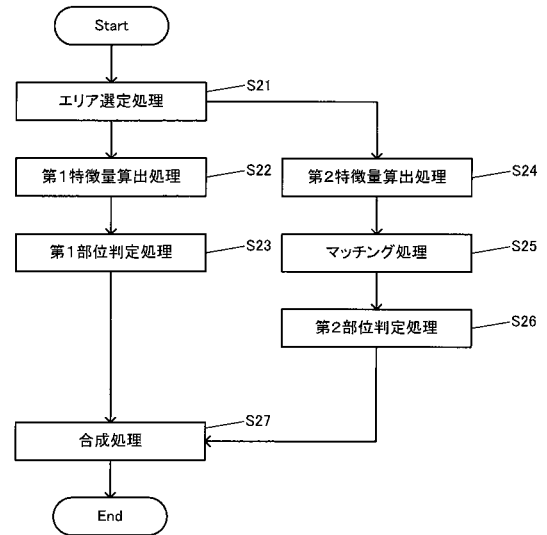 Start
エリア選定処理
S21
第1特徴量算出処理
S22
第2特徴量算出処理
S24
第1部位判定処理
S23
マッチング処理
S25
第2部位判定処理
S26
合成処理
S27
End